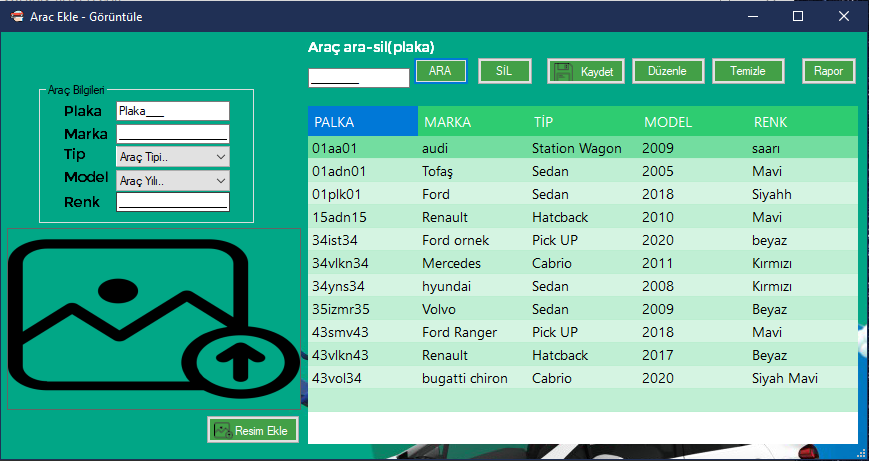 Arac Ekle - Görüntüle
Araç ara-sil(plaka)
ARA SİL Kaydet Düzenle Temizle Rapor
Araç Bilgileri
Plaka Plaka___
Marka
Tip Araç Tipi..
Model Araç Yılı..
Renk
Resim Ekle
PALKA MARKA TİP MODEL RENK
01aa01 audi Station Wagon 2009 saarı
01adn01 Tofaş Sedan 2005 Mavi
01plk01 Ford Sedan 2018 Siyahh
15adn15 Renault Hatcback 2010 Mavi
34ist34 Ford ornek Pick UP 2020 beyaz
34vlkn34 Mercedes Cabrio 2011 Kırmızı
34yns34 hyundai Sedan 2008 Kırmızı
35izmr35 Volvo Sedan 2009 Beyaz
43smv43 Ford Ranger Pick UP 2018 Mavi
43vlkn43 Renault Hatcback 2017 Beyaz
43vol34 bugatti chiron Cabrio 2020 Siyah Mavi